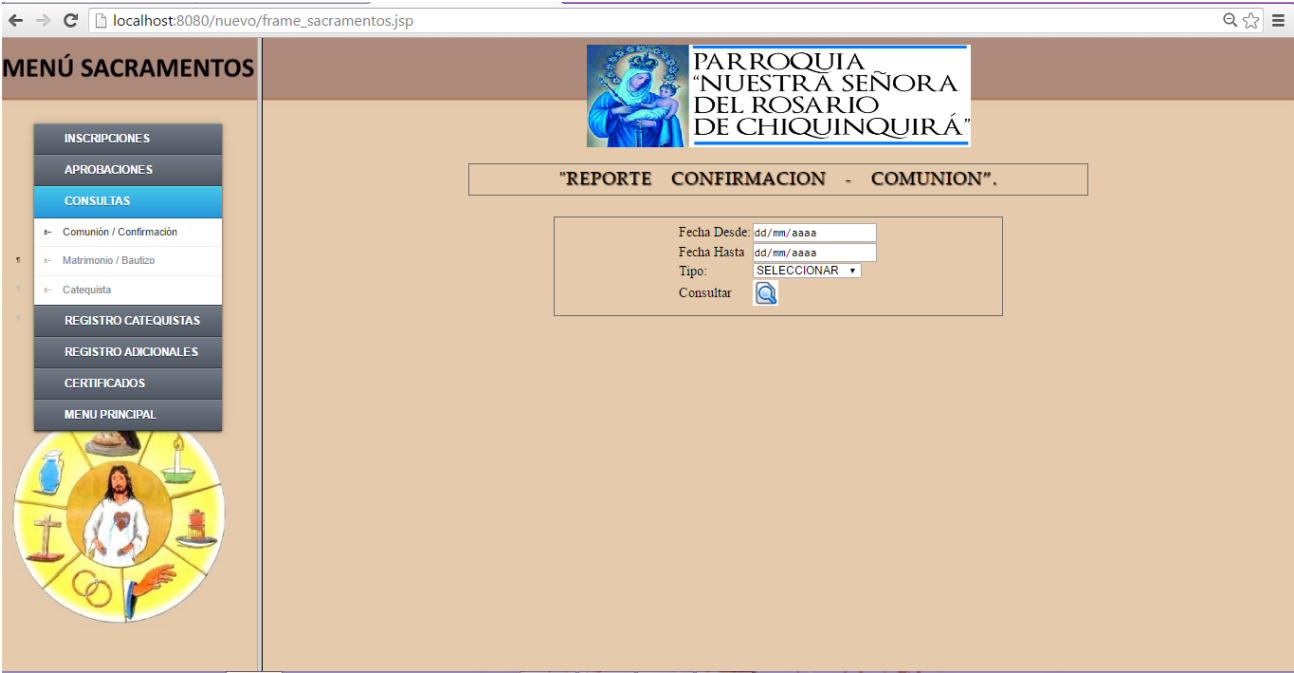 localhost:8080/nuevo/frame_sacramentos.jsp
MENÚ SACRAMENTOS
INSCRIPCIONES
APROBACIONES
CONSULTAS
Comunión / Confirmación
Matrimonio / Bautizo
Catequista
REGISTRO CATEQUISTAS
REGISTRO ADICIONALES
CERTIFICADOS
MENU PRINCIPAL
PARROQUIA
“NUESTRA SEÑORA
DEL ROSARIO
DE CHIQUINQUIRÁ”
"REPORTE CONFIRMACION - COMUNION".
Fecha Desde: dd/mm/aaaa
Fecha Hasta dd/mm/aaaa
Tipo: SELECCIONAR
Consultar